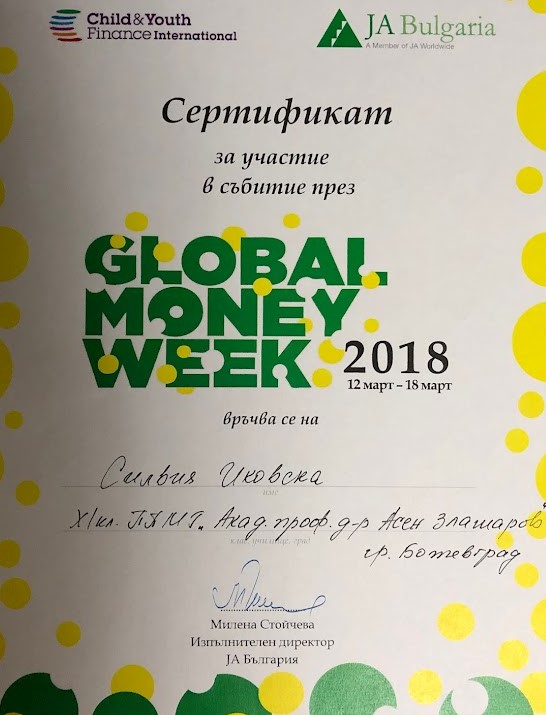 Child & Youth
Finance International
JA Bulgaria
A Member of JA Worldwide
Сертификат
за участие
в събитие през
GLOBAL
MONEY
WEEK
2018
12 март – 18 март
връчва се на
Силвия Иковска
име
XI кл. ПГМТ „Акад. проф. д-р Асен Златаров“
клас, училище, град
гр. Ботевград
Милена Стойчева
Изпълнителен директор
JA България